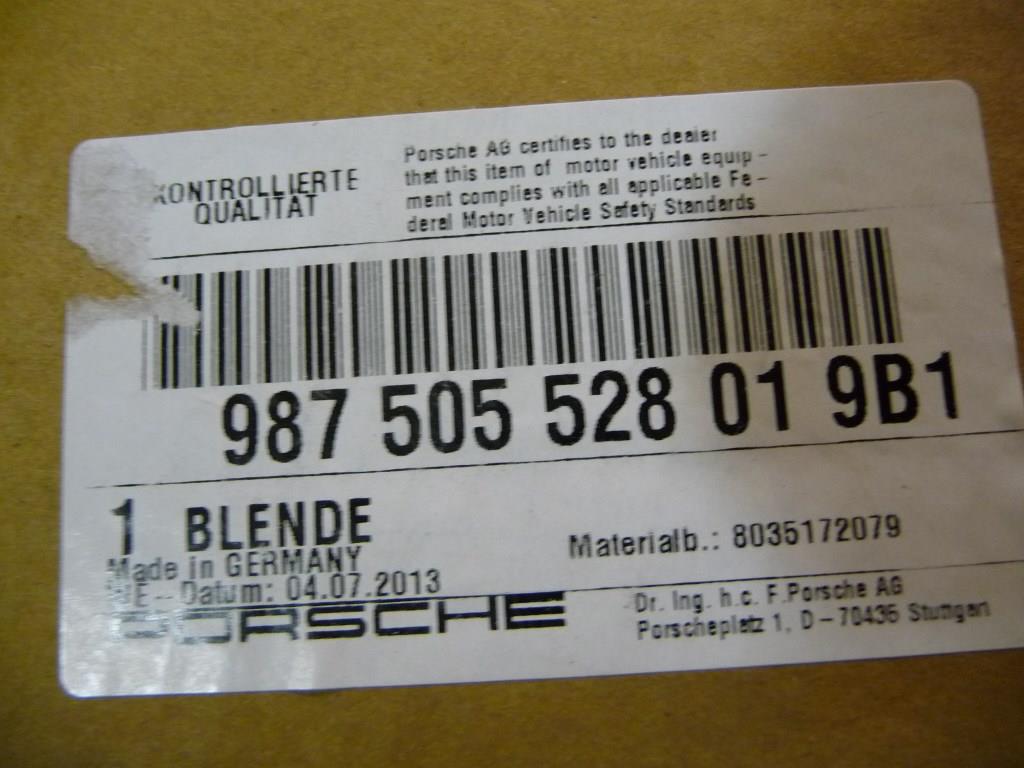 KONTROLLIERTE
QUALITAT
Porsche AG certifies to the dealer
that this item of motor vehicle equip -
ment complies with all applicable Fe -
deral Motor Vehicle Safety Standards
987 505 528 01 9B1
1 BLENDE
Made in GERMANY
WE - Datum: 04.07.2013
Materialb.: 8035172079
PORSCHE
Dr. Ing. h.c. F.Porsche AG
Porscheplatz 1, D - 70435 Stuttgart